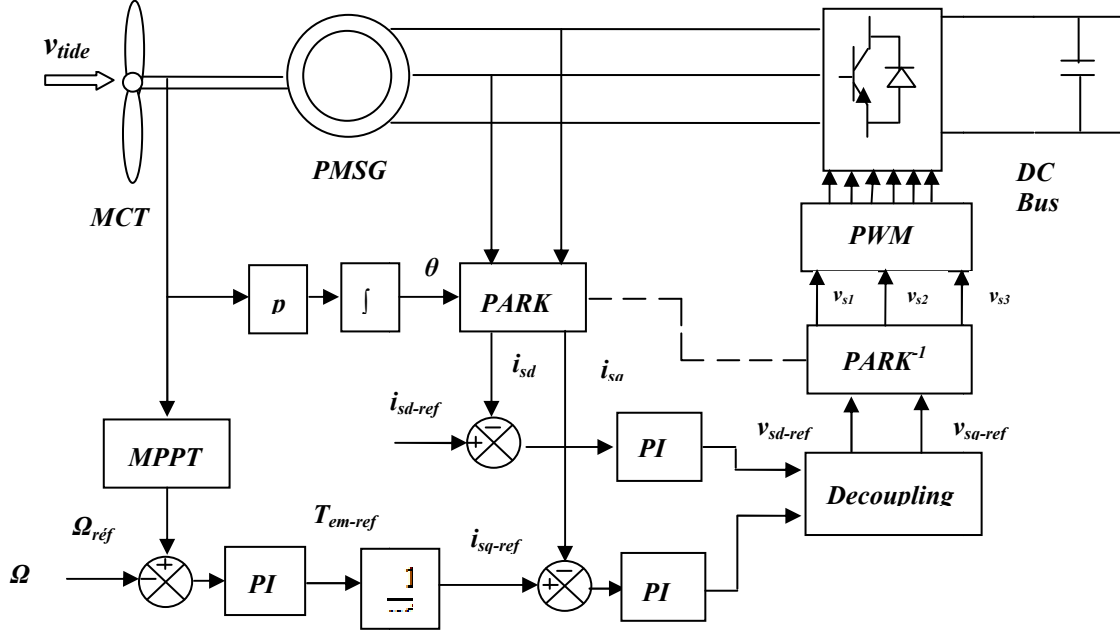 v_tide
PMSG
MCT
DC
Bus
PWM
v_s1
v_s2
v_s3
θ
p
∫
PARK
PARK^-1
i_sd
i_sq
i_sd-ref
+
−
PI
v_sd-ref
v_sq-ref
MPPT
Decoupling
Ω_réf
T_em-ref
i_sq-ref
Ω
+
−
PI
1
+
−
PI